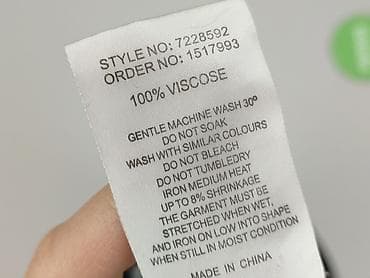 STYLE NO: 7228592
ORDER NO: 1517993
100% VISCOSE
GENTLE MACHINE WASH 30º
DO NOT SOAK
WASH WITH SIMILAR COLOURS
DO NOT BLEACH
DO NOT TUMBLEDRY
IRON MEDIUM HEAT
UP TO 8% SHRINKAGE
THE GARMENT MUST BE
STRETCHED WHEN WET,
AND IRON ON LOW INTO SHAPE
WHEN STILL IN MOIST CONDITION
MADE IN CHINA